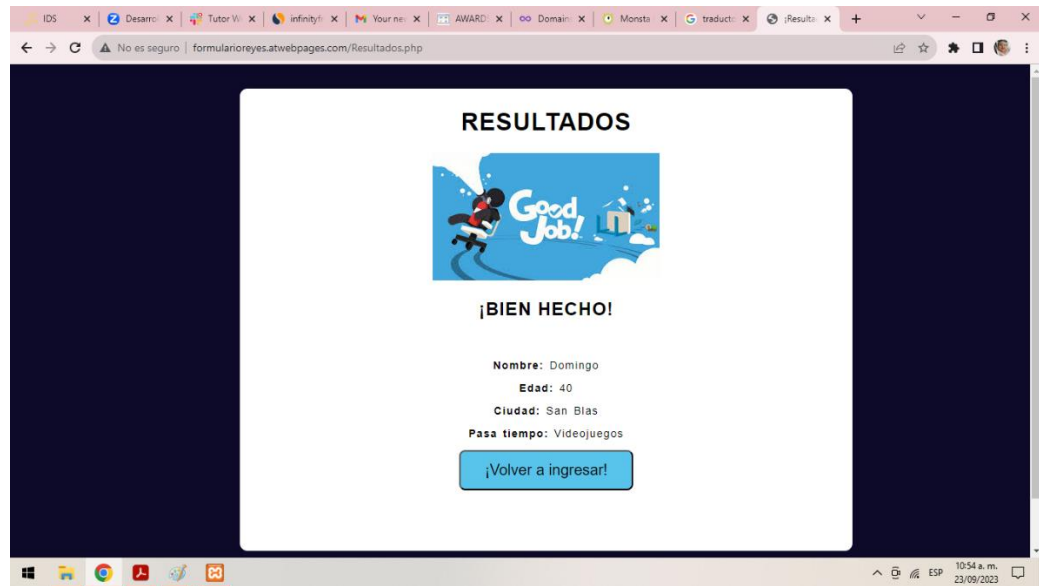 IDS
Desarro
Tutor W
infinityfr
Your ne
AWARD
Domain
Monsta
traducto
¡Resulta
No es seguro | formularioreyes.atwebpages.com/Resultados.php
RESULTADOS
Good
Job!
¡BIEN HECHO!
Nombre: Domingo
Edad: 40
Ciudad: San Blas
Pasa tiempo: Videojuegos
¡Volver a ingresar!
ESP
10:54 a. m.
23/09/2023